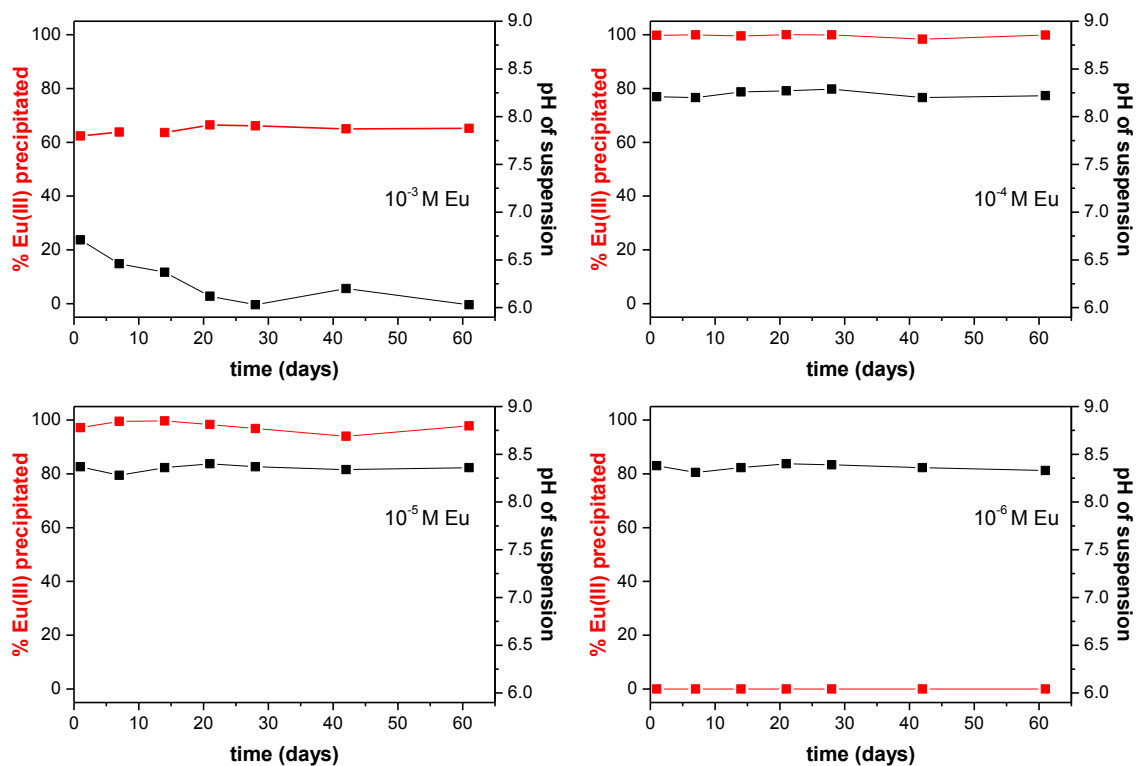 % Eu(III) precipitated
100
80
60
40
20
0
9.0
8.5
8.0
7.5
7.0
6.5
6.0
pH of suspension
10⁻³ M Eu
0 10 20 30 40 50 60
time (days)
% Eu(III) precipitated
100
80
60
40
20
0
9.0
8.5
8.0
7.5
7.0
6.5
6.0
pH of suspension
10⁻⁴ M Eu
0 10 20 30 40 50 60
time (days)
% Eu(III) precipitated
100
80
60
40
20
0
9.0
8.5
8.0
7.5
7.0
6.5
6.0
pH of suspension
10⁻⁵ M Eu
0 10 20 30 40 50 60
time (days)
% Eu(III) precipitated
100
80
60
40
20
0
9.0
8.5
8.0
7.5
7.0
6.5
6.0
pH of suspension
10⁻⁶ M Eu
0 10 20 30 40 50 60
time (days)